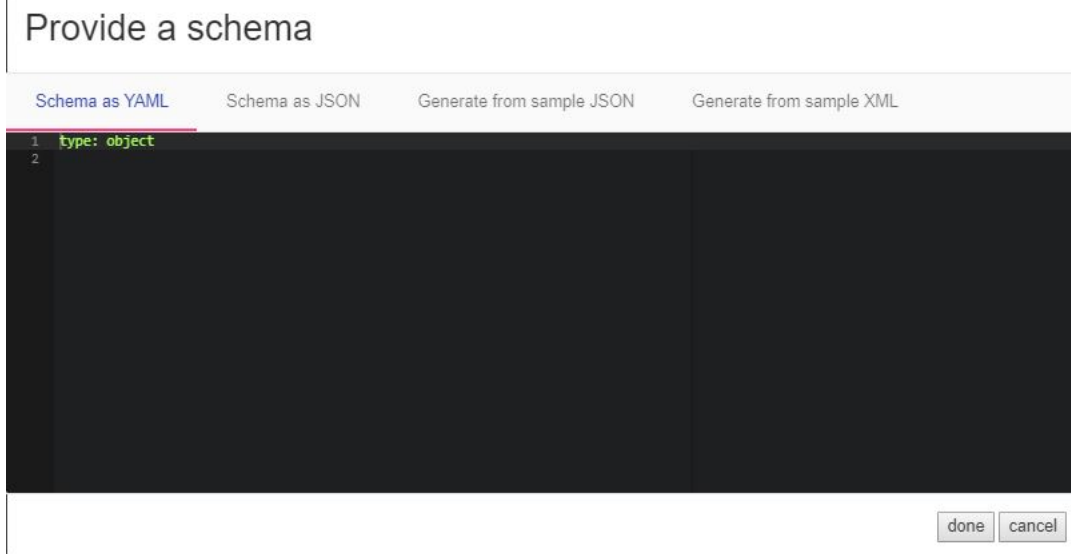 Provide a schema
Schema as YAML Schema as JSON Generate from sample JSON Generate from sample XML
1 type: object
2
done cancel